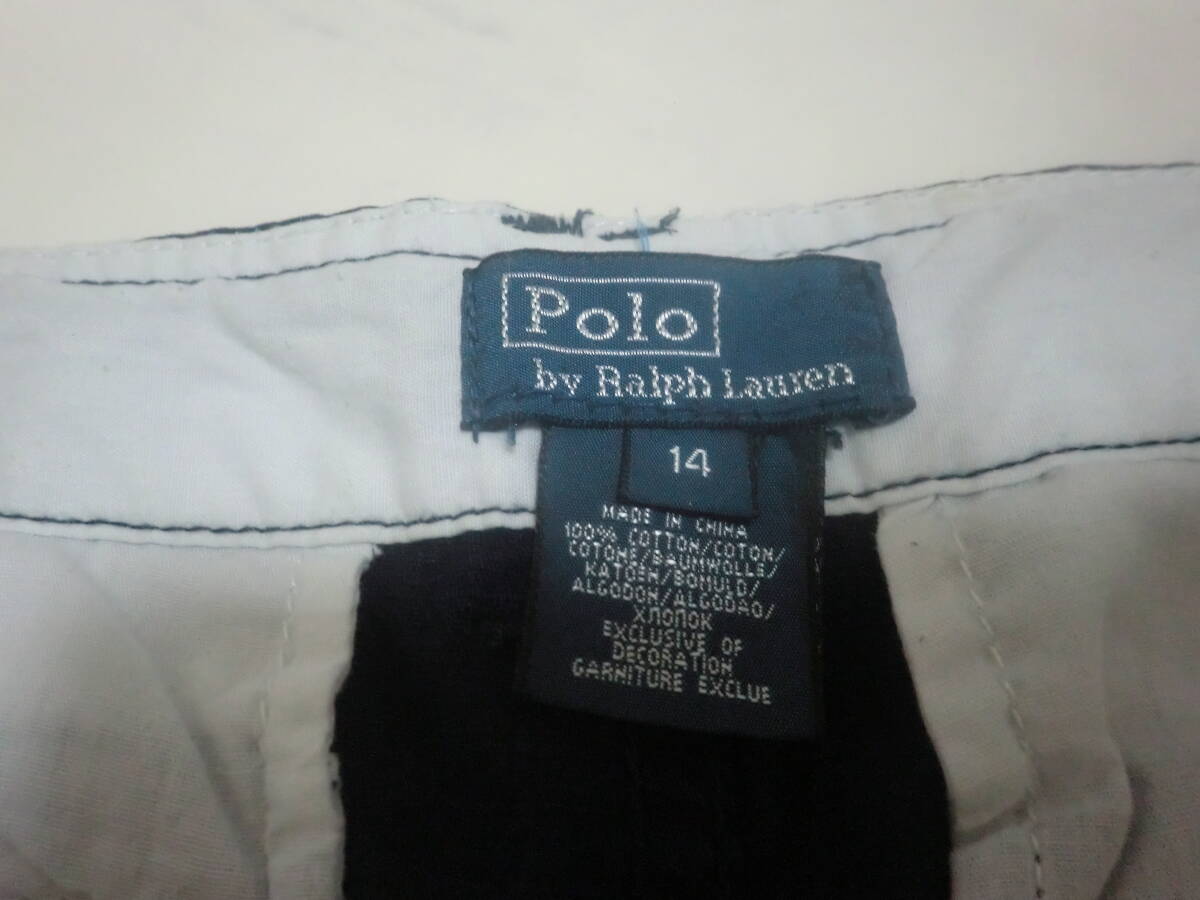 Polo
by Ralph Lauren
14
MADE IN CHINA
100% COTTON/COTON/
COTONE/BAUMWOLLE/
KATOEN/BOMULD/
ALGODON/ALGODAO/
ХЛОПОК
EXCLUSIVE OF
DECORATION
GARNITURE EXCLUE